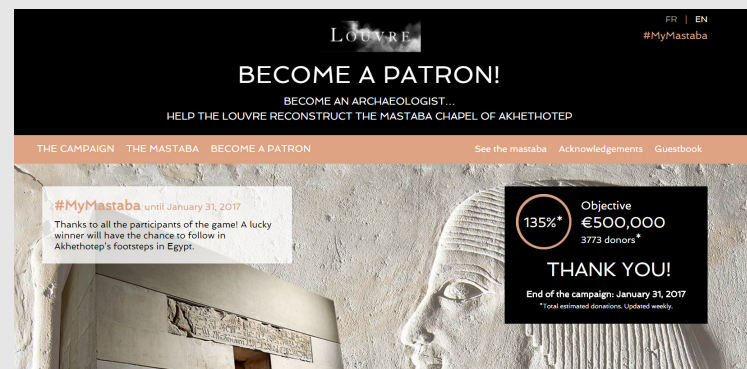 FR | EN
#MyMastaba
LOUVRE
BECOME A PATRON!
BECOME AN ARCHAEOLOGIST...
HELP THE LOUVRE RECONSTRUCT THE MASTABA CHAPEL OF AKHETHOTEP
THE CAMPAIGN THE MASTABA BECOME A PATRON
See the mastaba Acknowledgements Guestbook
#MyMastaba until January 31, 2017
Thanks to all the participants of the game! A lucky
winner will have the chance to follow in
Akhethotep's footsteps in Egypt.
135%*
Objective
€500,000
3773 donors*
THANK YOU!
End of the campaign: January 31, 2017
*Total estimated donations. Updated weekly.